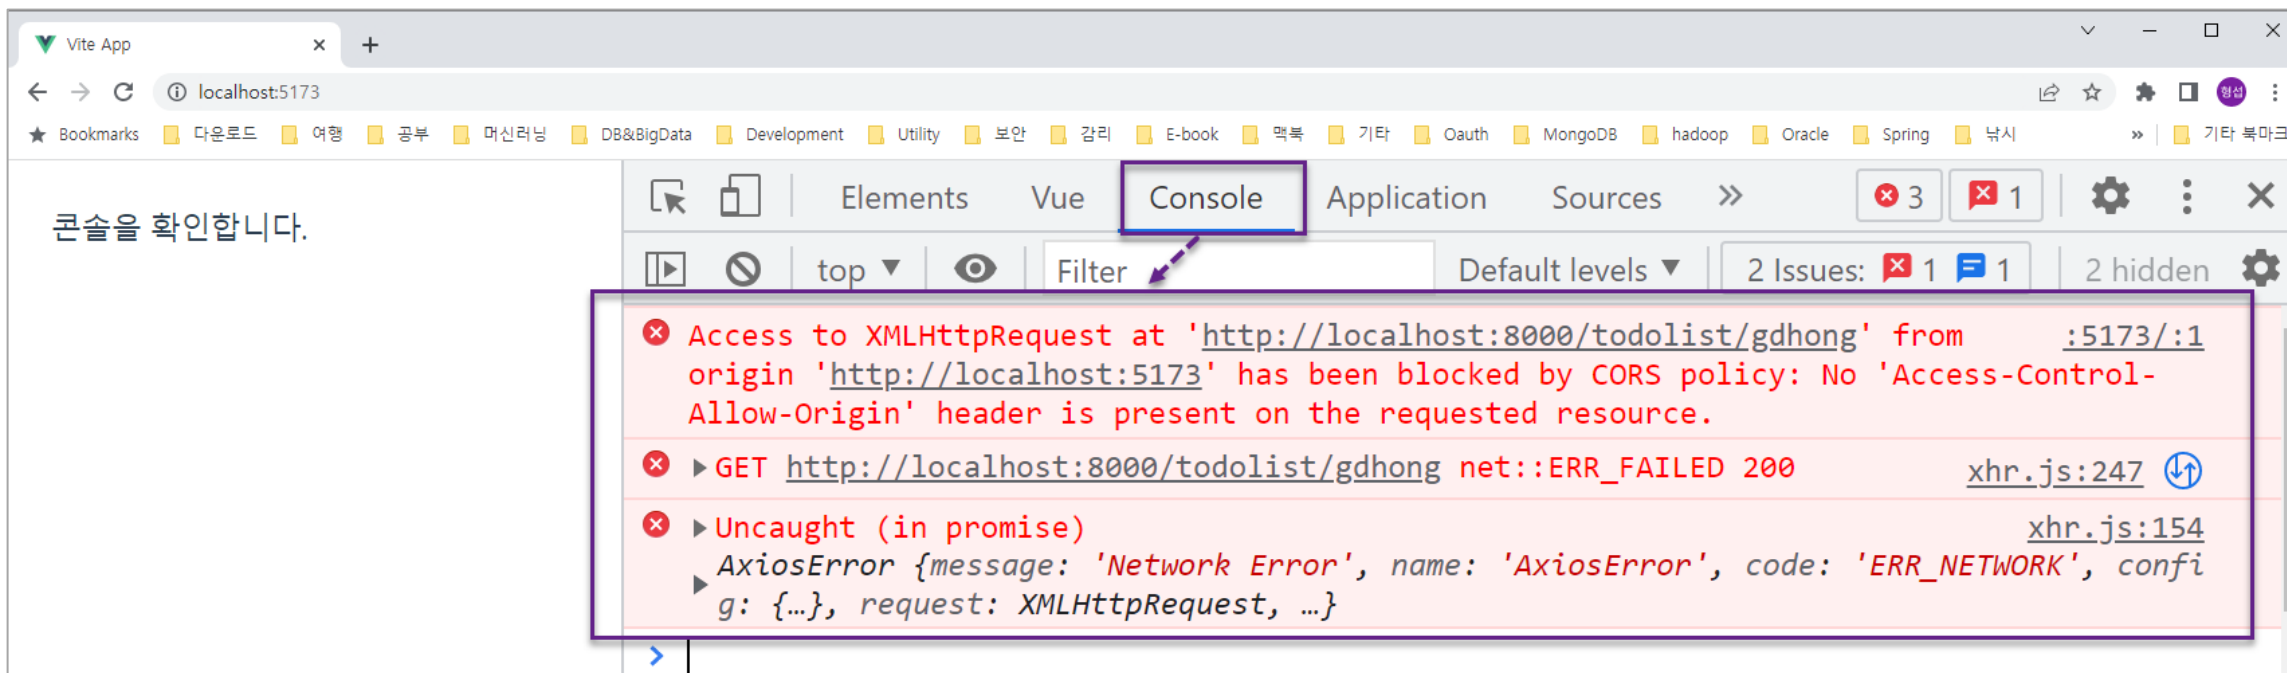 Vite App
localhost:5173
형섭
Bookmarks 다운로드 여행 공부 머신러닝 DB&BigData Development Utility 보안 감리 E-book 맥북 기타 Oauth MongoDB hadoop Oracle Spring 낚시 » 기타 북마크
콘솔을 확인합니다.
Elements Vue Console Application Sources » 3 1
top Filter Default levels 2 Issues: 1 1 2 hidden
Access to XMLHttpRequest at 'http://localhost:8000/todolist/gdhong' from :5173/:1
origin 'http://localhost:5173' has been blocked by CORS policy: No 'Access-Control-
Allow-Origin' header is present on the requested resource.
GET http://localhost:8000/todolist/gdhong net::ERR_FAILED 200 xhr.js:247
Uncaught (in promise) xhr.js:154
AxiosError {message: 'Network Error', name: 'AxiosError', code: 'ERR_NETWORK', confi
g: {…}, request: XMLHttpRequest, …}